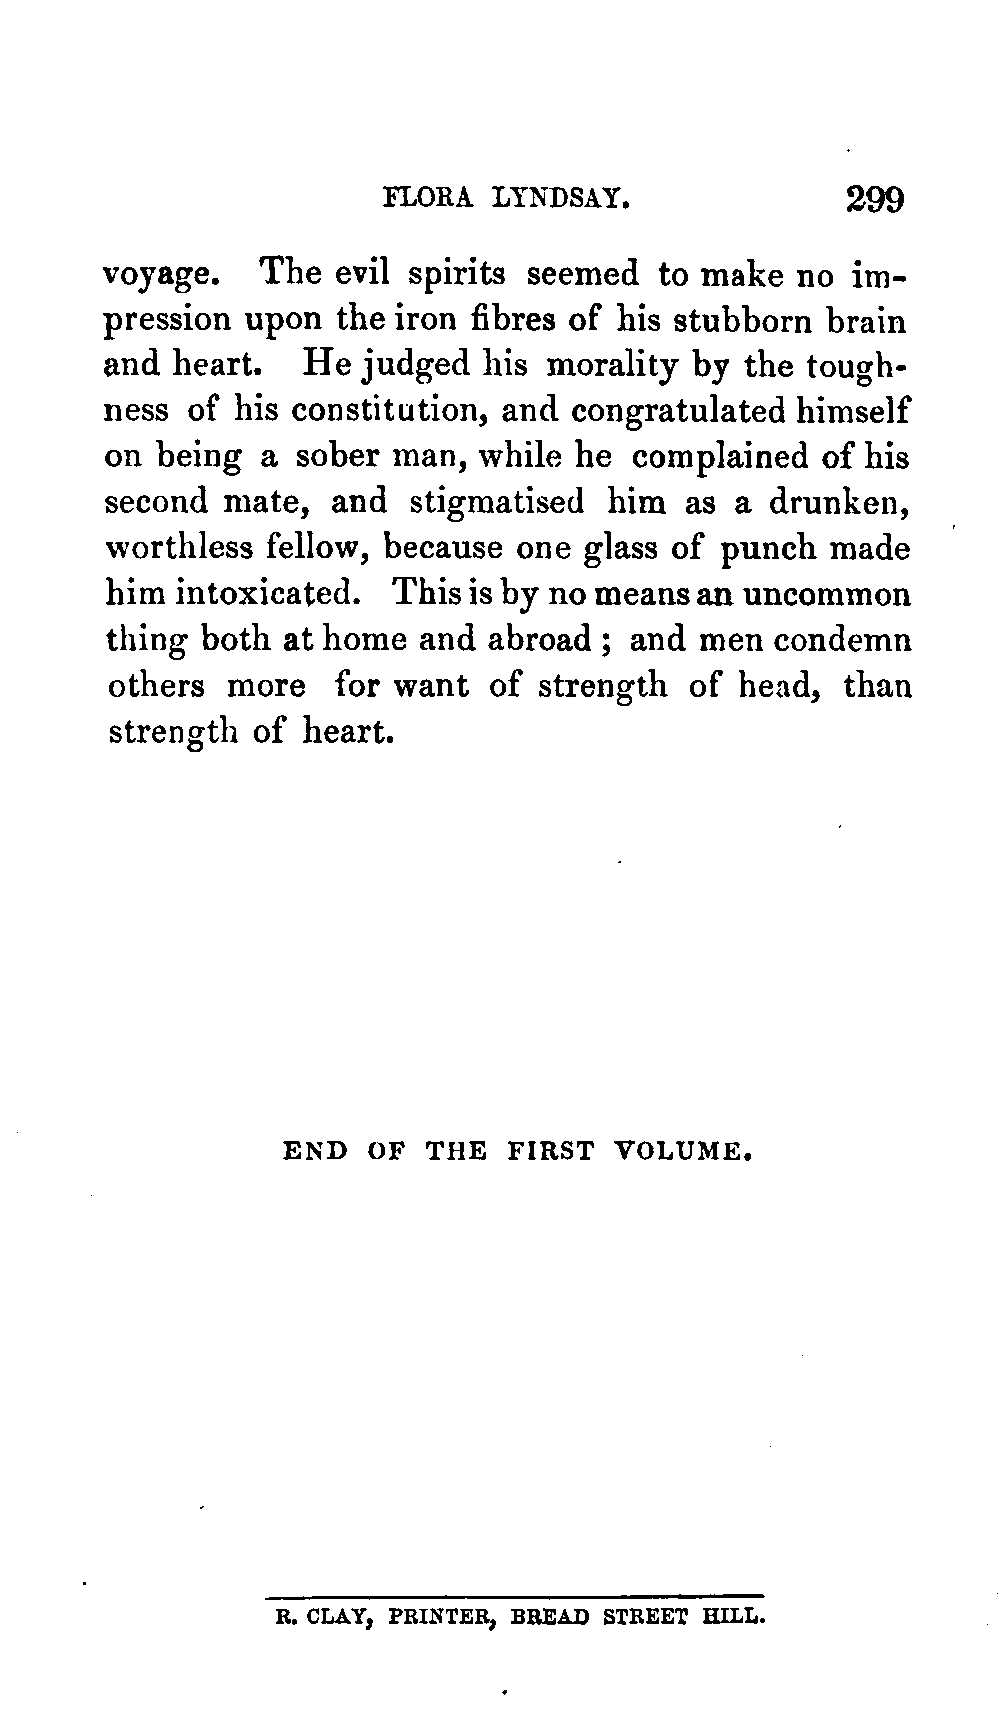 FLORA LYNDSAY. 299
voyage. The evil spirits seemed to make no im-
pression upon the iron fibres of his stubborn brain
and heart. He judged his morality by the tough-
ness of his constitution, and congratulated himself
on being a sober man, while he complained of his
second mate, and stigmatised him as a drunken,
worthless fellow, because one glass of punch made
him intoxicated. This is by no means an uncommon
thing both at home and abroad ; and men condemn
others more for want of strength of head, than
strength of heart.
END OF THE FIRST VOLUME.
R. CLAY, PRINTER, BREAD STREET HILL.